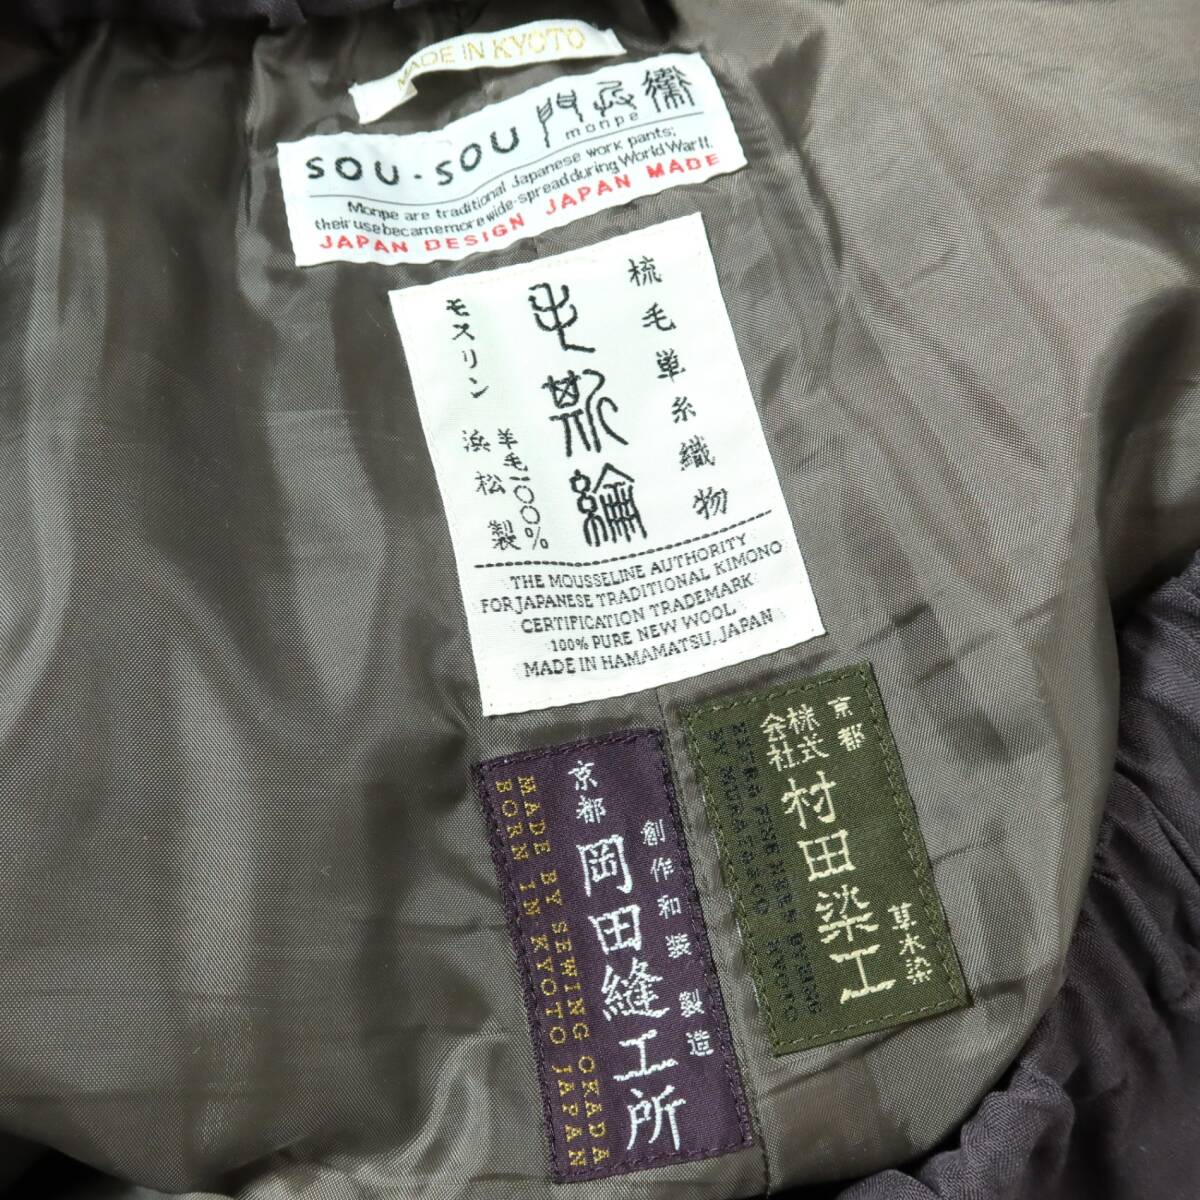 MADE IN KYOTO
SOU・SOU
monpe
Monpe are traditional Japanese work pants;
their use became more wide-spread during World War II.
JAPAN DESIGN JAPAN MADE
梳毛単糸織物
毛斯綸
モスリン
羊毛100%
浜松製
THE MOUSSELINE AUTHORITY
FOR JAPANESE TRADITIONAL KIMONO
CERTIFICATION TRADEMARK
100% PURE NEW WOOL
MADE IN HAMAMATSU, JAPAN
京都
株式会社
村田染工
草木染
創作和装製造
京都
岡田縫工所
MADE BY SEWING OKADA
BORN IN KYOTO JAPAN